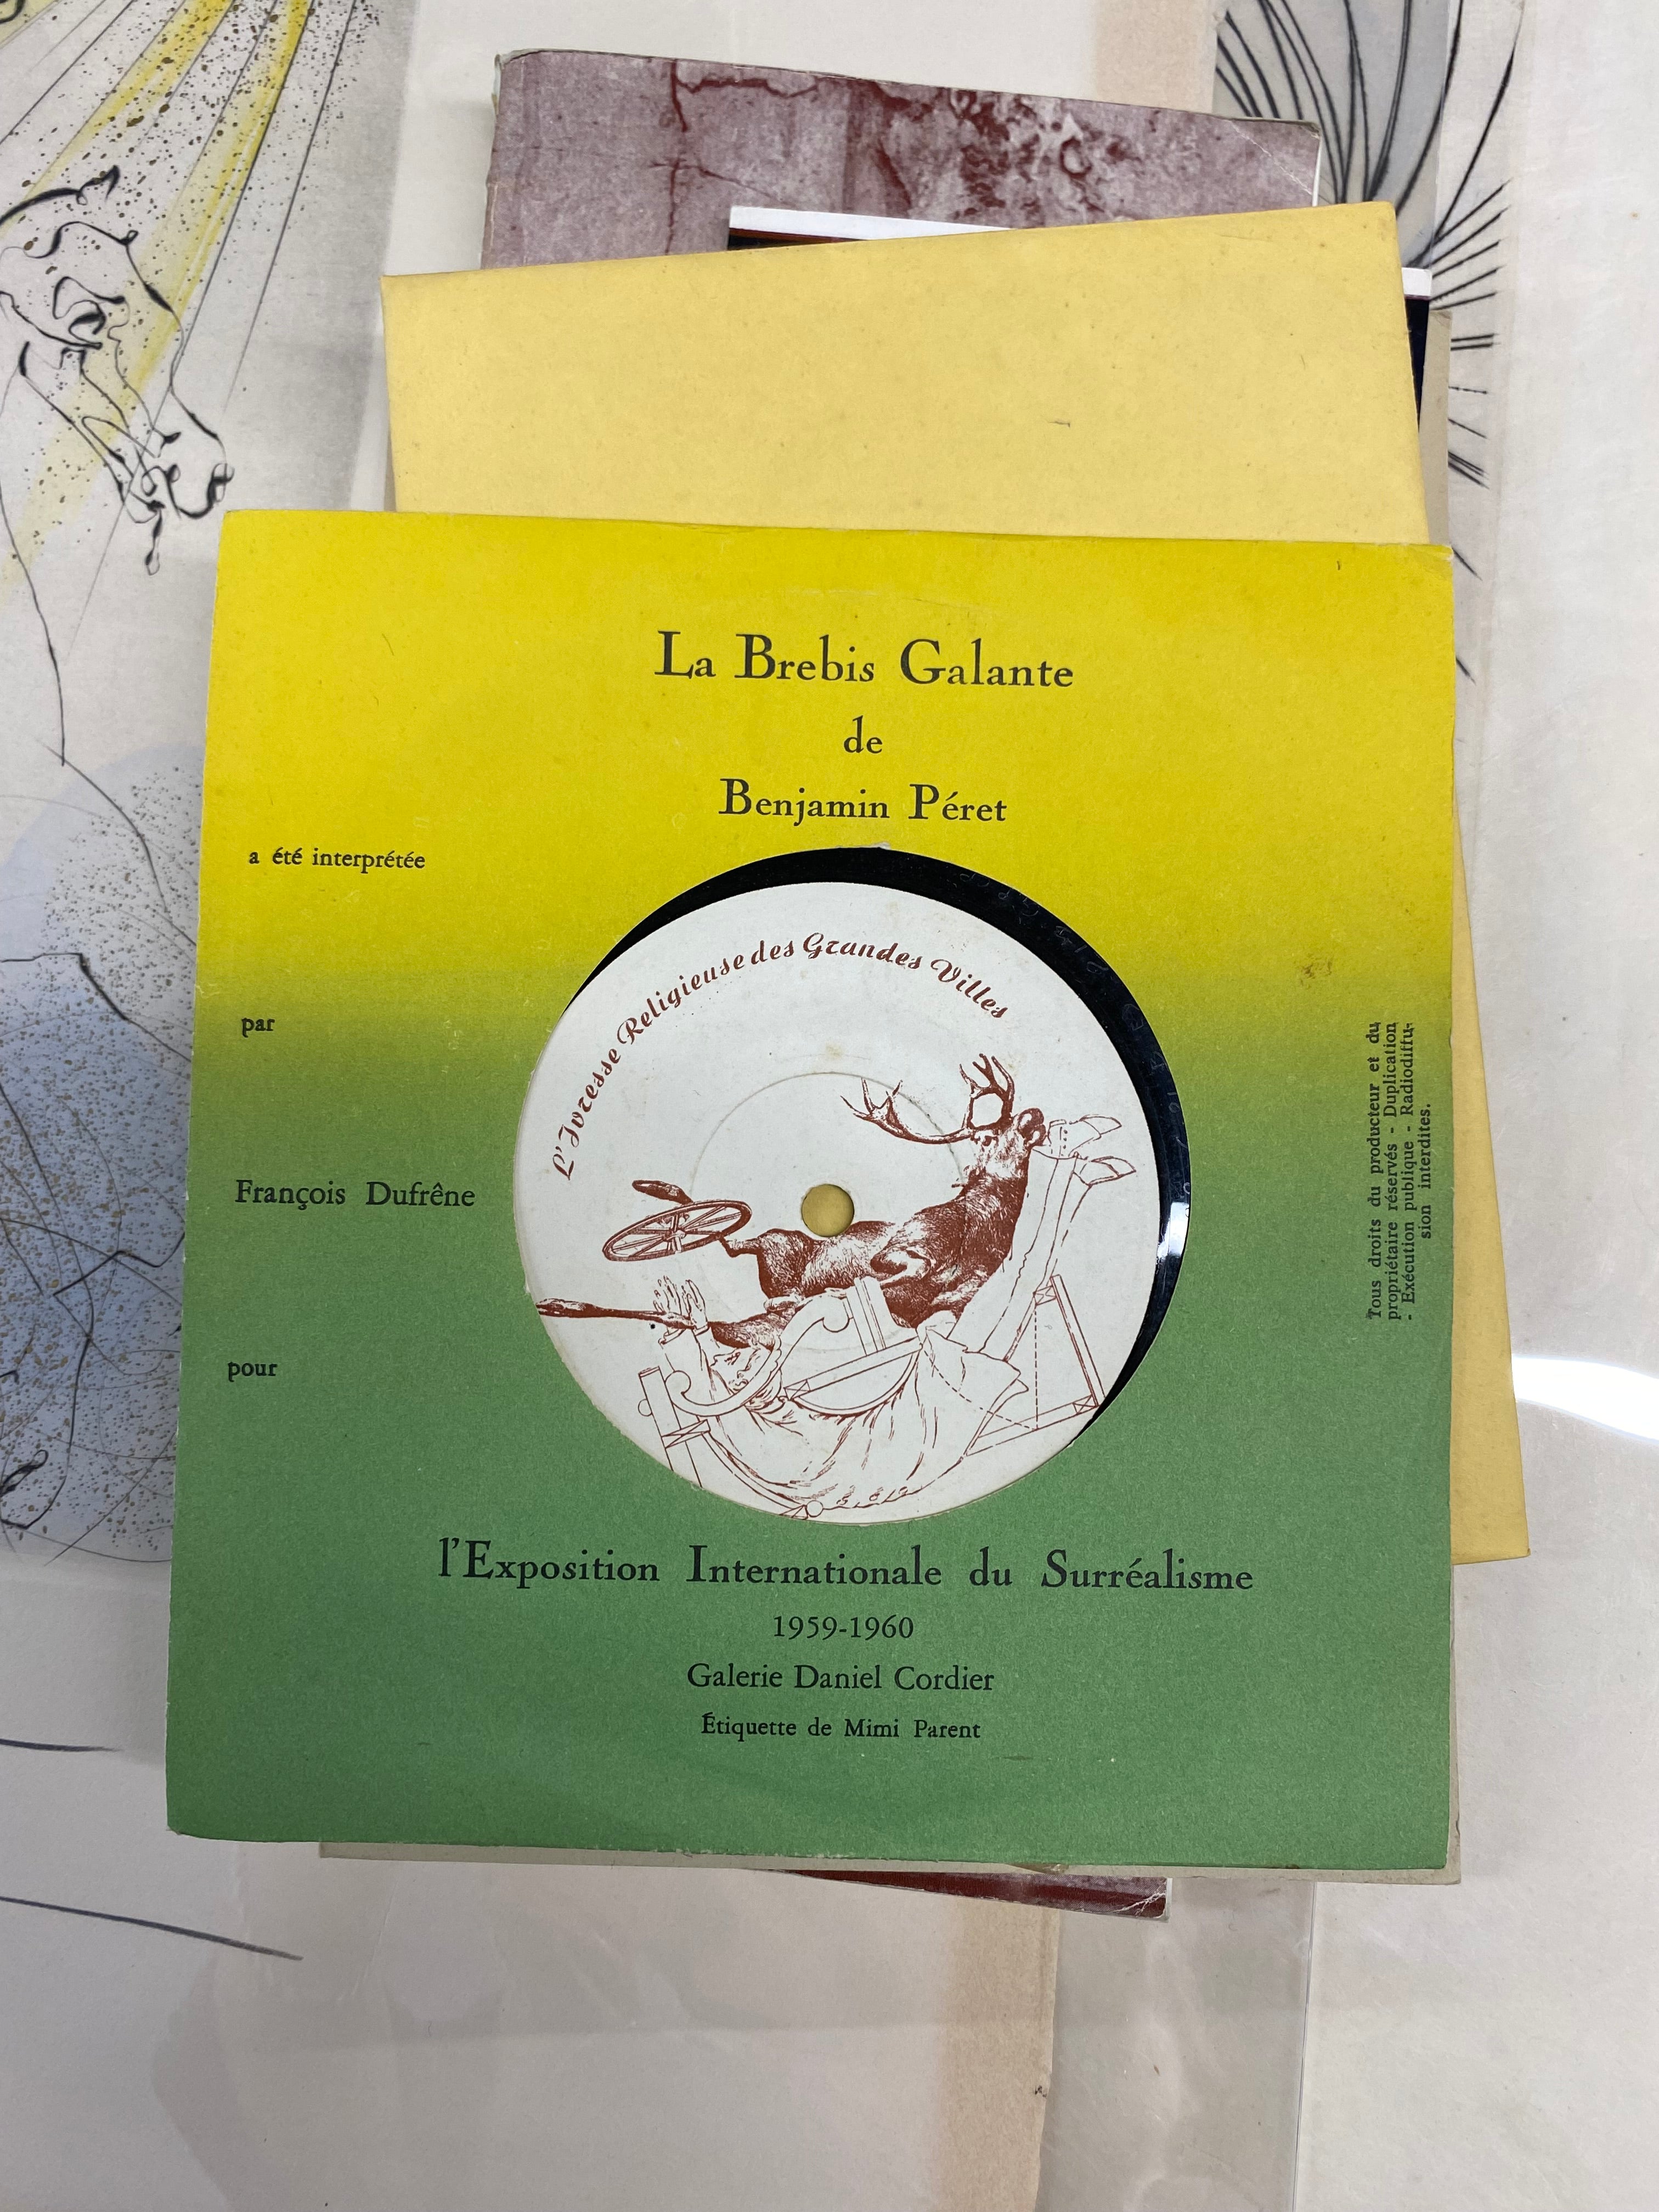 La Brebis Galante
de
Benjamin Péret
a été interprétée
par
François Dufrêne
pour
L'Ivresse Religieuse des Grandes Villes
l'Exposition Internationale du Surréalisme
1959-1960
Galerie Daniel Cordier
Étiquette de Mimi Parent
Tous droits du producteur et du
propriétaire réservés - Duplication
- Exécution publique - Radiodiffu-
sion interdites.